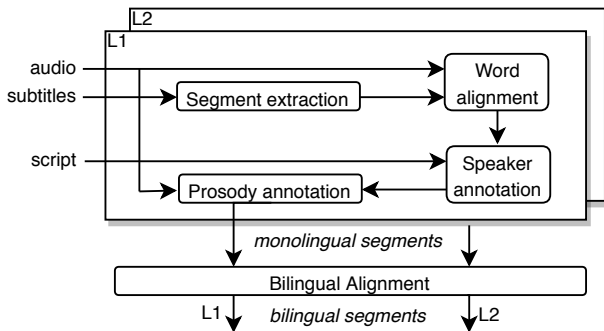 L2
L1
audio
Word
alignment
subtitles
Segment extraction
script
Speaker
annotation
Prosody annotation
monolingual segments
Bilingual Alignment
L1
bilingual segments
L2